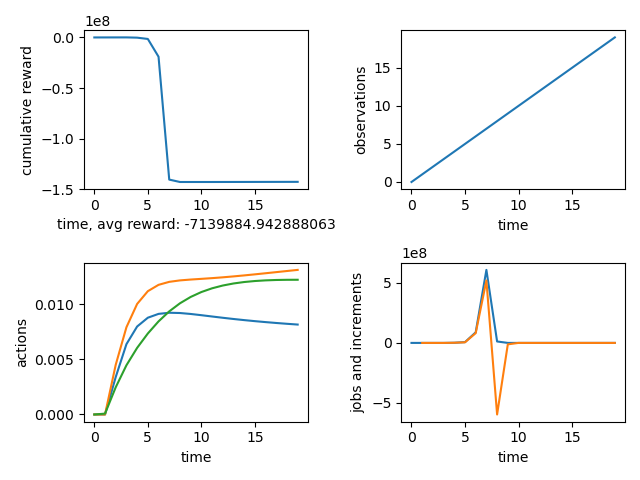 1e8
0.0
−0.5
−1.0
−1.5
cumulative reward
0 5 10 15
time, avg reward: -7139884.942888063
15
10
5
0
observations
0 5 10 15
time
0.010
0.005
0.000
actions
0 5 10 15
time
1e8
5
0
−5
jobs and increments
0 5 10 15
time